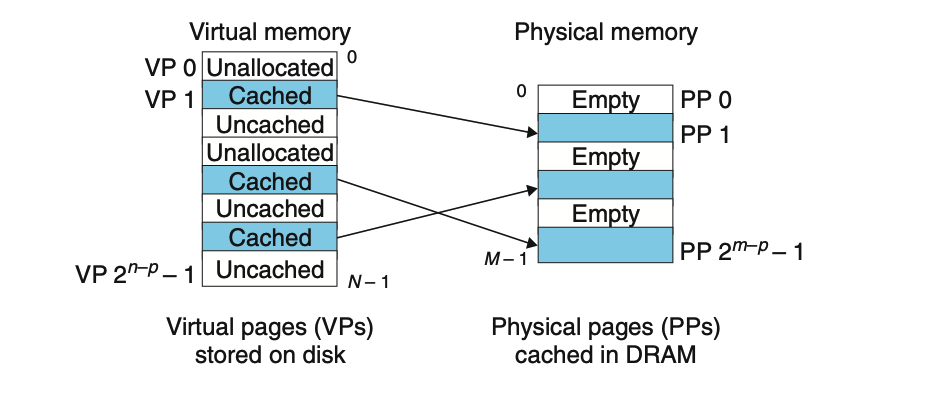 Virtual memory
Physical memory
VP 0
Unallocated
0
VP 1
Cached
Uncached
Unallocated
Cached
Uncached
Cached
VP 2ⁿ⁻ᵖ – 1
Uncached
N – 1
0
Empty
PP 0
PP 1
Empty
Empty
M – 1
PP 2ᵐ⁻ᵖ – 1
Virtual pages (VPs)
stored on disk
Physical pages (PPs)
cached in DRAM